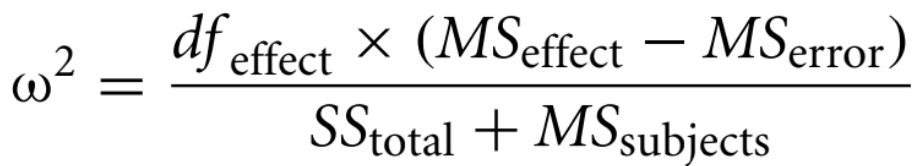 ω² = df_effect × (MS_effect − MS_error)
SS_total + MS_subjects